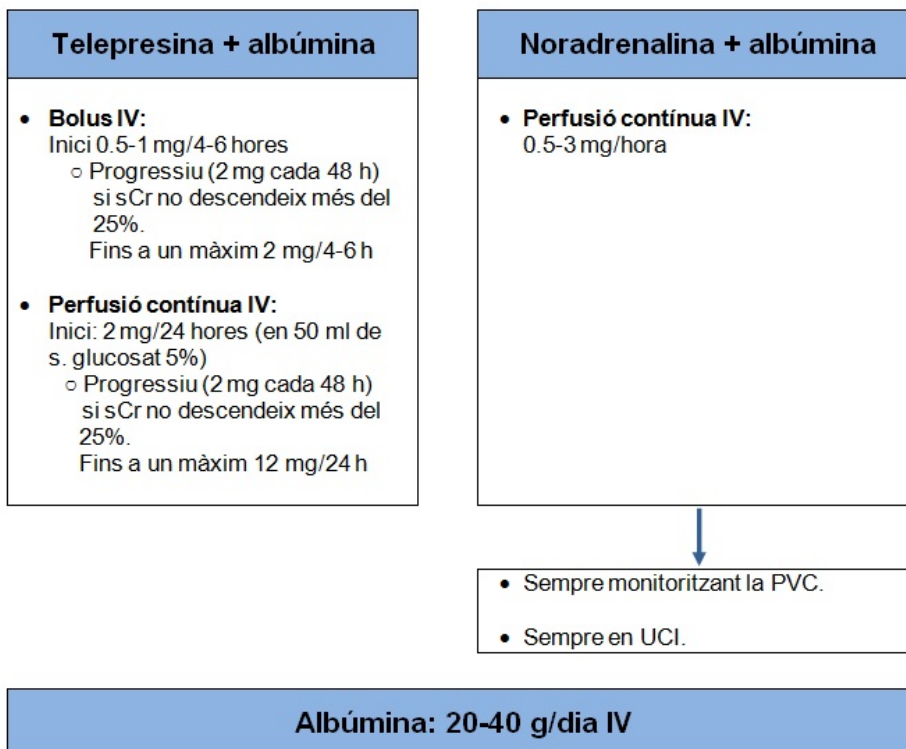 Telepresina + albúmina
• Bolus IV:
Inici 0.5-1 mg/4-6 hores
○ Progressiu (2 mg cada 48 h)
si sCr no descendeix més del
25%.
Fins a un màxim 2 mg/4-6 h
• Perfusió contínua IV:
Inici: 2 mg/24 hores (en 50 ml de
s. glucosat 5%)
○ Progressiu (2 mg cada 48 h)
si sCr no descendeix més del
25%.
Fins a un màxim 12 mg/24 h
Noradrenalina + albúmina
• Perfusió contínua IV:
0.5-3 mg/hora
• Sempre monitoritzant la PVC.
• Sempre en UCI.
Albúmina: 20-40 g/dia IV